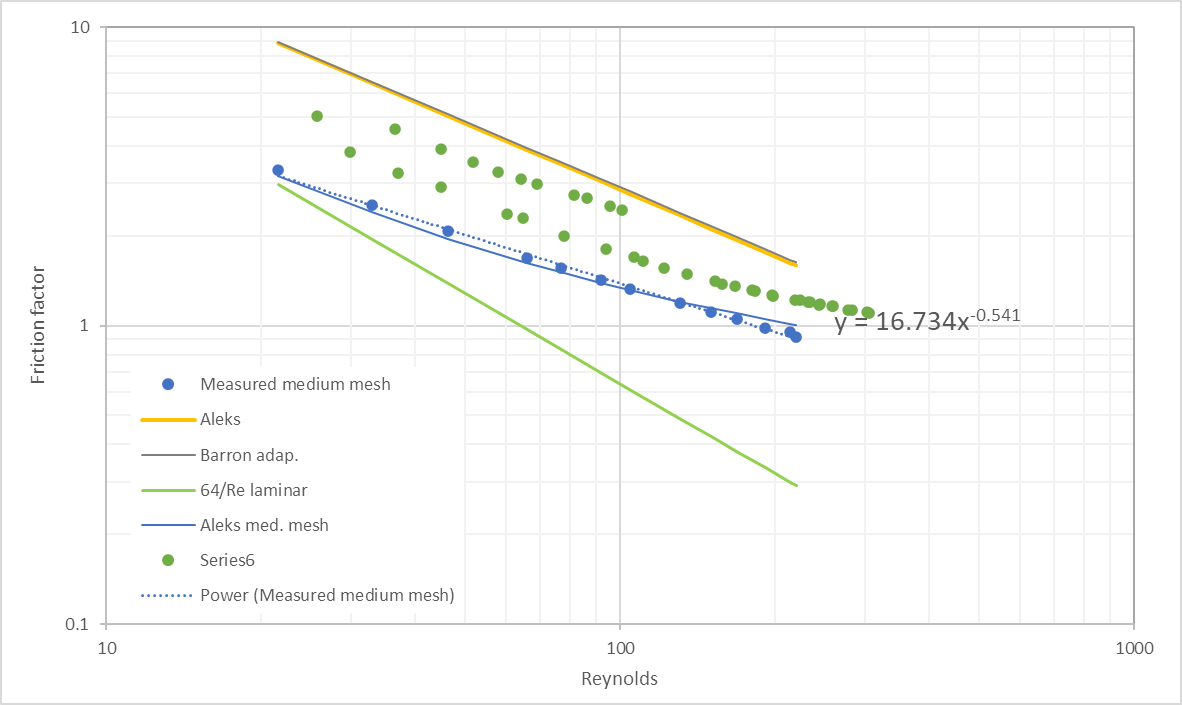 10
1
0.1
Friction factor
y = 16.734x-0.541
Measured medium mesh
Aleks
Barron adap.
64/Re laminar
Aleks med. mesh
Series6
Power (Measured medium mesh)
10
100
1000
Reynolds